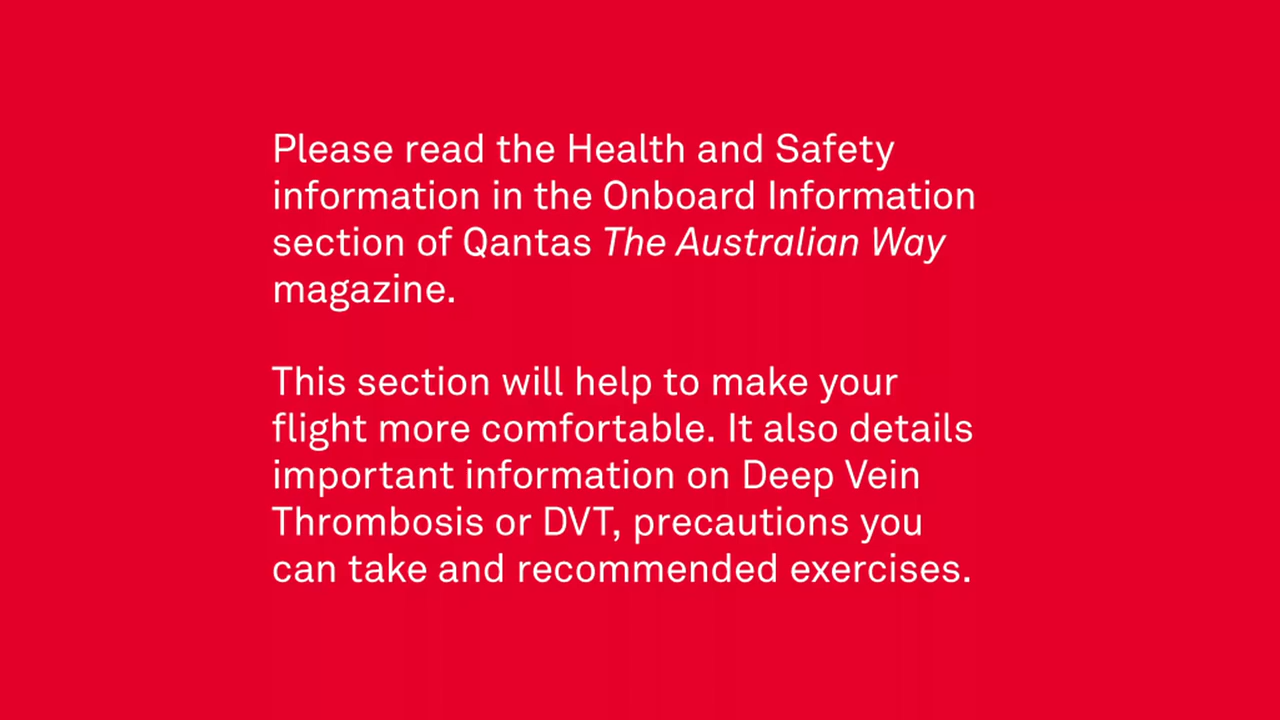 Please read the Health and Safety
information in the Onboard Information
section of Qantas The Australian Way
magazine.
This section will help to make your
flight more comfortable. It also details
important information on Deep Vein
Thrombosis or DVT, precautions you
can take and recommended exercises.